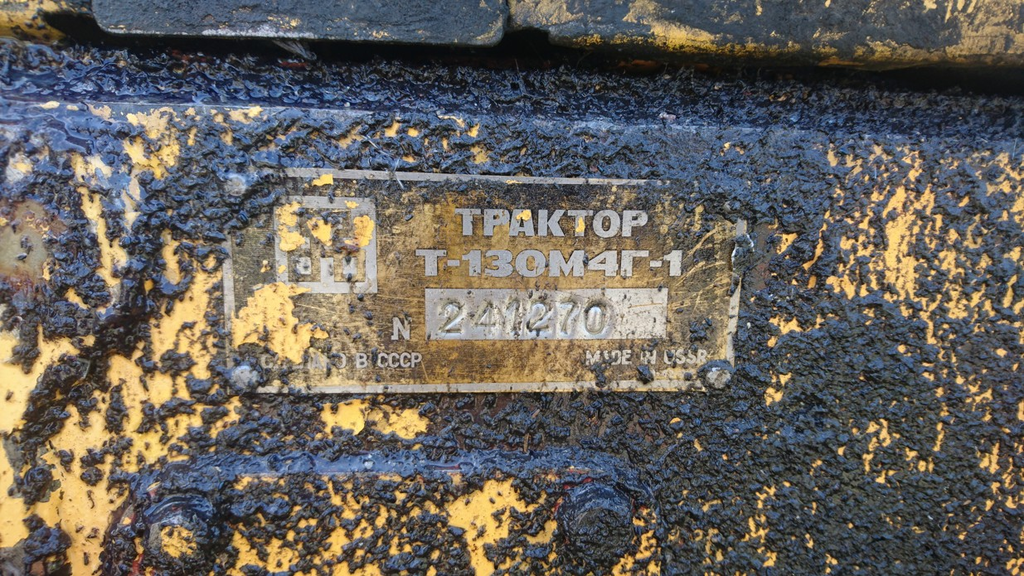 ТРАКТОР
Т-130М4Г-1
N 241270
В СССР
MADE IN USSR